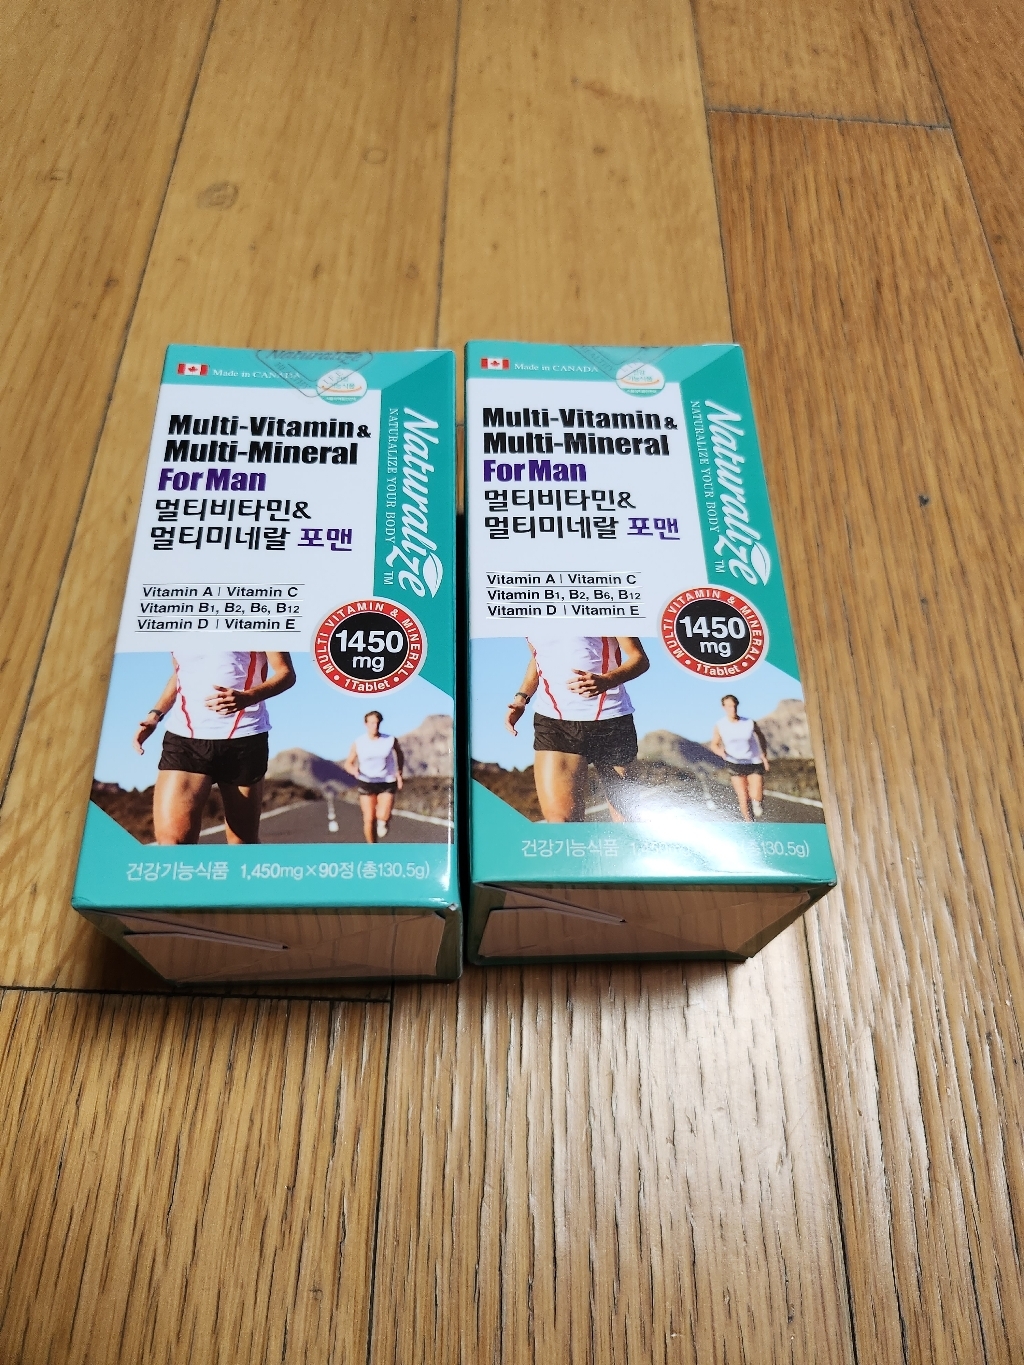 Naturalize
Made in CANADA
Multi-Vitamin &
Multi-Mineral
For Man
멀티비타민&
멀티미네랄 포맨
Naturalize™
NATURALIZE YOUR BODY
Vitamin A | Vitamin C
Vitamin B1, B2, B6, B12
Vitamin D | Vitamin E
MULTI VITAMIN & MINERAL
1450
mg
1Tablet
건강기능식품 1,450mg×90정(총130.5g)
Made in CANADA
Multi-Vitamin &
Multi-Mineral
For Man
멀티비타민&
멀티미네랄 포맨
Naturalize™
NATURALIZE YOUR BODY
Vitamin A | Vitamin C
Vitamin B1, B2, B6, B12
Vitamin D | Vitamin E
MULTI VITAMIN & MINERAL
1450
mg
1Tablet
건강기능식품 130.5g)